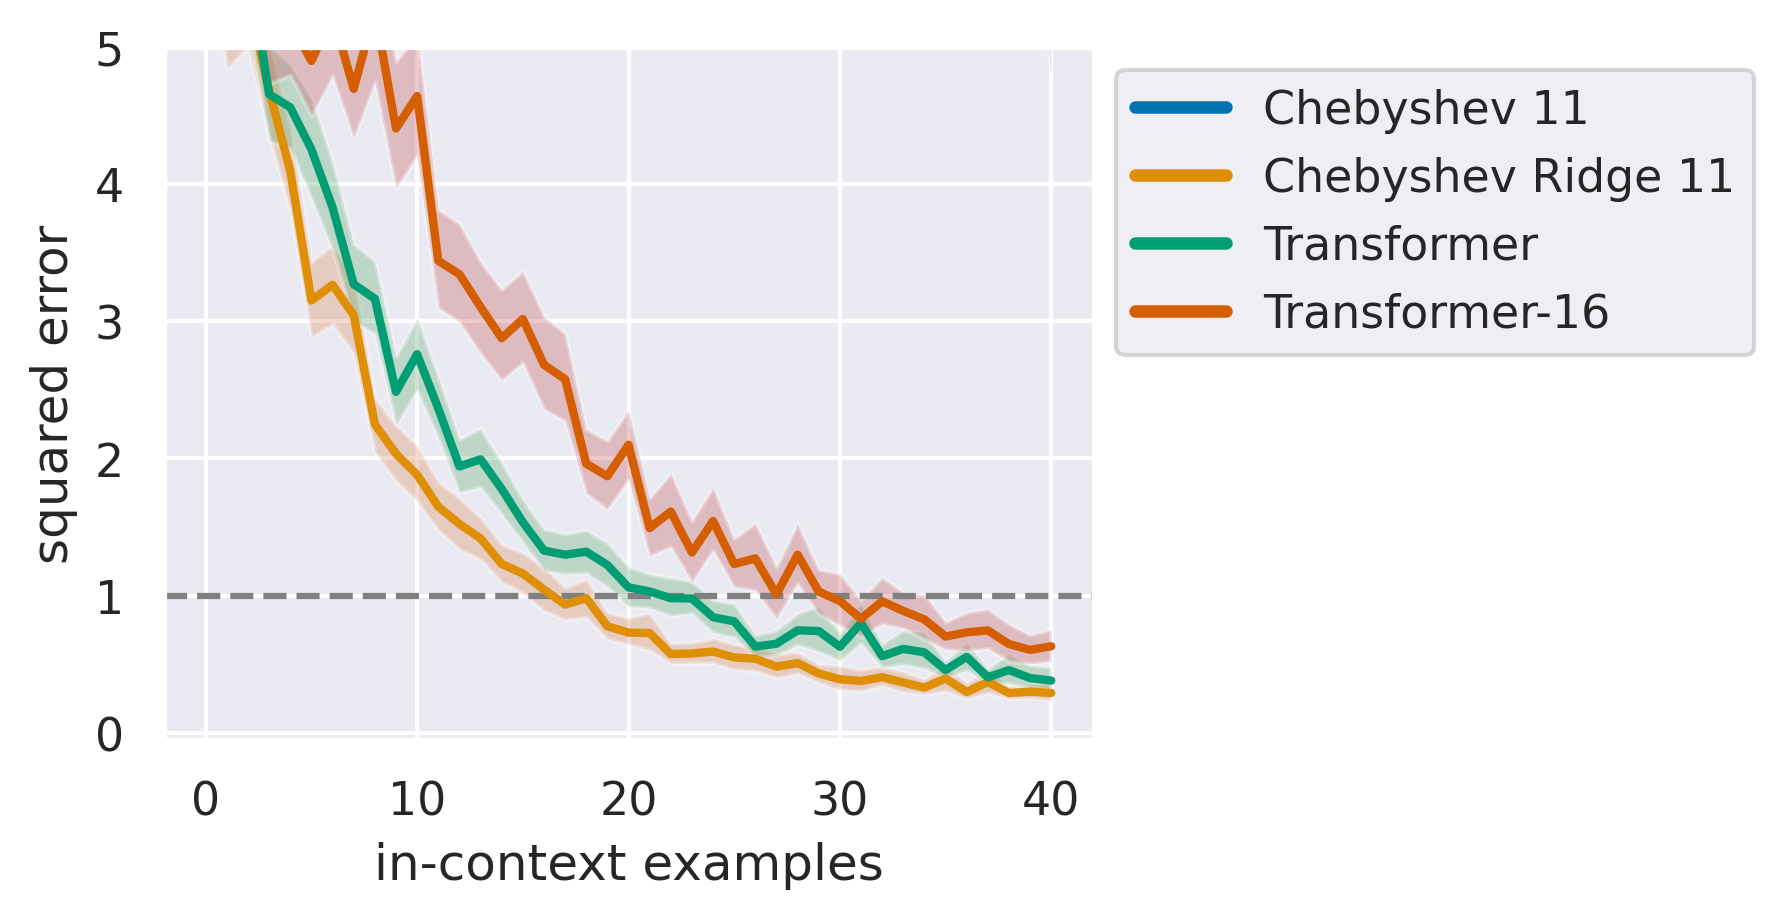 5
4
3
2
1
0
squared error
0 10 20 30 40
in-context examples
Chebyshev 11
Chebyshev Ridge 11
Transformer
Transformer-16